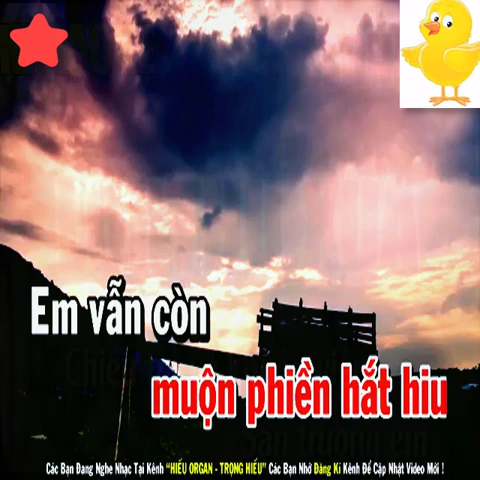 Em vẫn còn
muộn phiền hắt hiu
Các Bạn Đang Nghe Nhạc Tại Kênh "HIẾU ORGAN - TRỌNG HIẾU" Các Bạn Nhớ Đăng Kí Kênh Để Cập Nhật Video Mới !